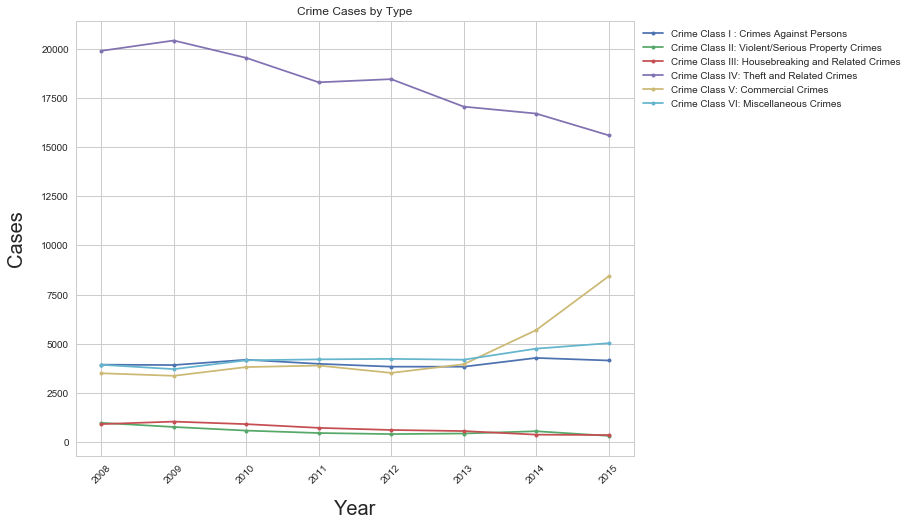 Crime Cases by Type
Crime Class I : Crimes Against Persons
Crime Class II: Violent/Serious Property Crimes
Crime Class III: Housebreaking and Related Crimes
Crime Class IV: Theft and Related Crimes
Crime Class V: Commercial Crimes
Crime Class VI: Miscellaneous Crimes
Cases
20000
17500
15000
12500
10000
7500
5000
2500
0
2008 2009 2010 2011 2012 2013 2014 2015
Year